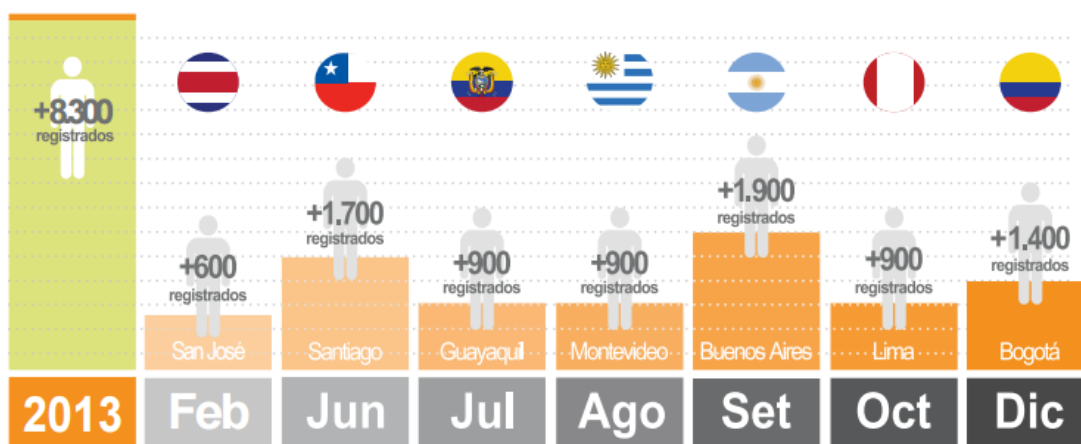 +8.300
registrados
2013
+600
registrados
San José
Feb
+1.700
registrados
Santiago
Jun
+900
registrados
Guayaquil
Jul
+900
registrados
Montevideo
Ago
+1.900
registrados
Buenos Aires
Set
+900
registrados
Lima
Oct
+1.400
registrados
Bogotá
Dic